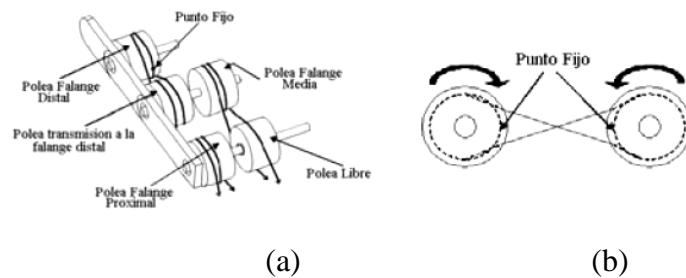 Punto Fijo
Polea Falange
Distal
Polea Falange
Media
Polea transmision a la
falange distal
Polea Falange
Proximal
Polea Libre
Punto Fijo
(a)
(b)